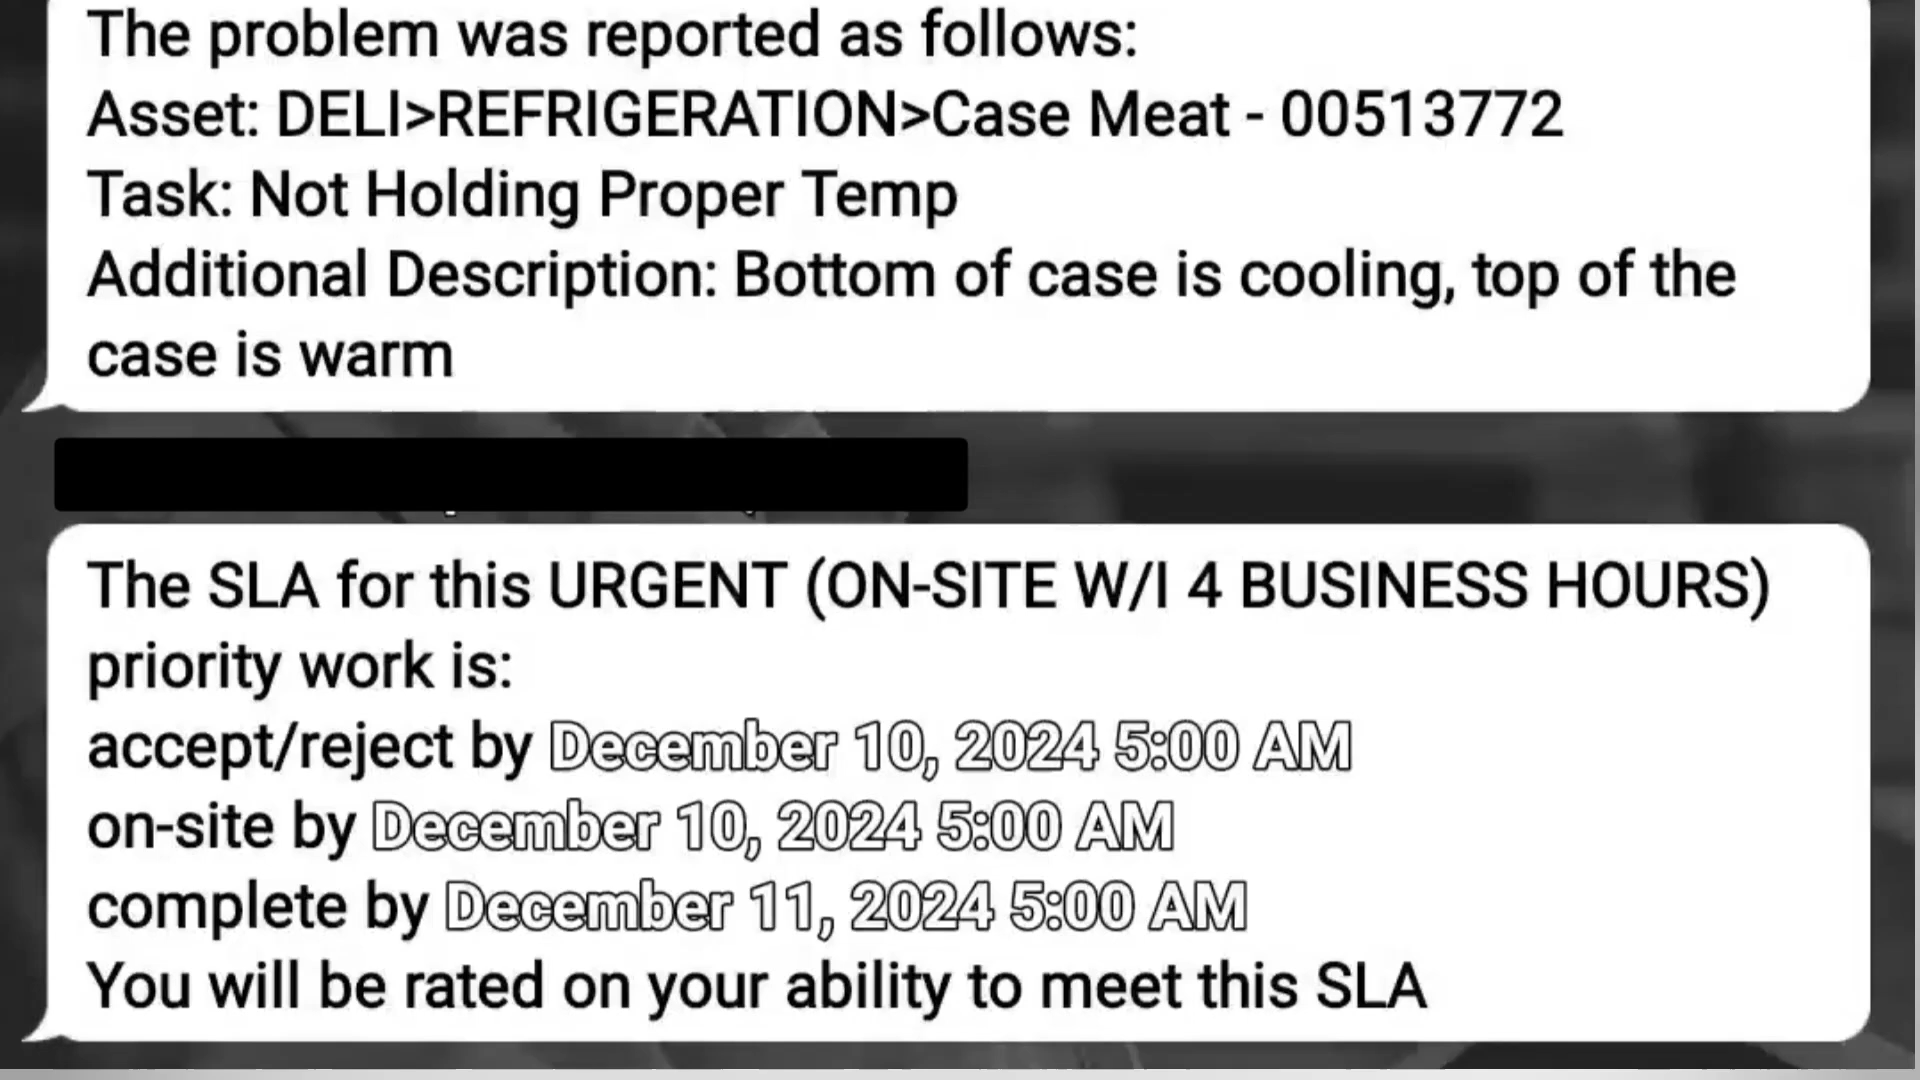 The problem was reported as follows:
Asset: DELI>REFRIGERATION>Case Meat - 00513772
Task: Not Holding Proper Temp
Additional Description: Bottom of case is cooling, top of the
case is warm
The SLA for this URGENT (ON-SITE W/I 4 BUSINESS HOURS)
priority work is:
accept/reject by December 10, 2024 5:00 AM
on-site by December 10, 2024 5:00 AM
complete by December 11, 2024 5:00 AM
You will be rated on your ability to meet this SLA